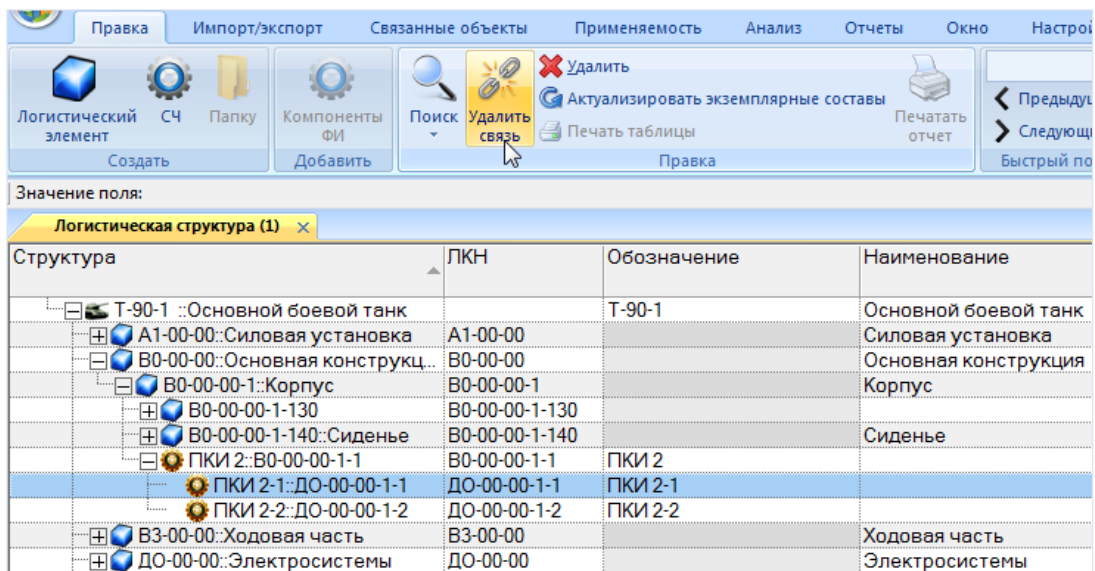 Правка Импорт/экспорт Связанные объекты Применяемость Анализ Отчеты Окно
Логистический элемент
СЧ
Папку
Создать
Компоненты ФИ
Добавить
Поиск
Удалить связь
Удалить
Актуализировать экземплярные составы
Печать таблицы
Печатать отчет
Правка
Значение поля:
Логистическая структура (1)
Структура ЛКН Обозначение Наименование
Т-90-1 ::Основной боевой танк Т-90-1 Основной боевой танк
А1-00-00::Силовая установка А1-00-00 Силовая установка
В0-00-00::Основная конструкц... В0-00-00 Основная конструкция
В0-00-00-1::Корпус В0-00-00-1 Корпус
В0-00-00-1-130 В0-00-00-1-130
В0-00-00-1-140::Сиденье В0-00-00-1-140 Сиденье
ПКИ 2::В0-00-00-1-1 В0-00-00-1-1 ПКИ 2
ПКИ 2-1::ДО-00-00-1-1 ДО-00-00-1-1 ПКИ 2-1
ПКИ 2-2::ДО-00-00-1-2 ДО-00-00-1-2 ПКИ 2-2
В3-00-00::Ходовая часть В3-00-00 Ходовая часть
ДО-00-00::Электросистемы ДО-00-00 Электросистемы